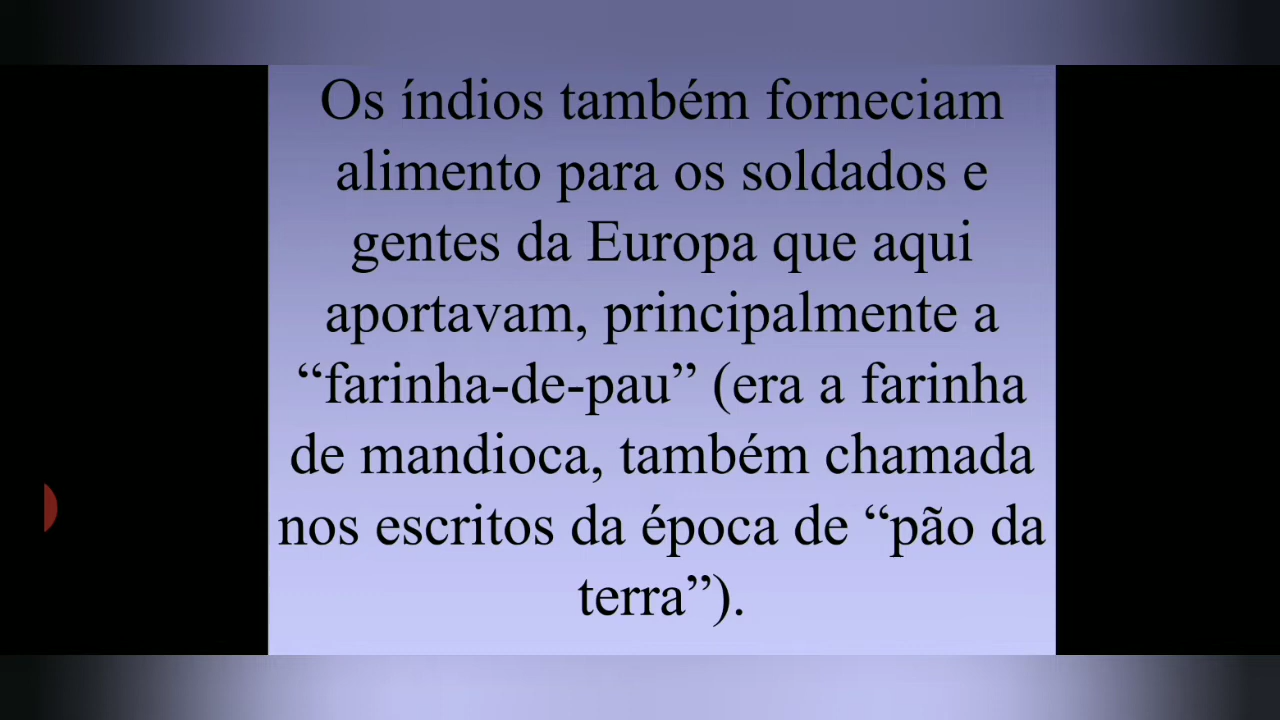 Os índios também forneciam
alimento para os soldados e
gentes da Europa que aqui
aportavam, principalmente a
“farinha-de-pau” (era a farinha
de mandioca, também chamada
nos escritos da época de “pão da
terra”).